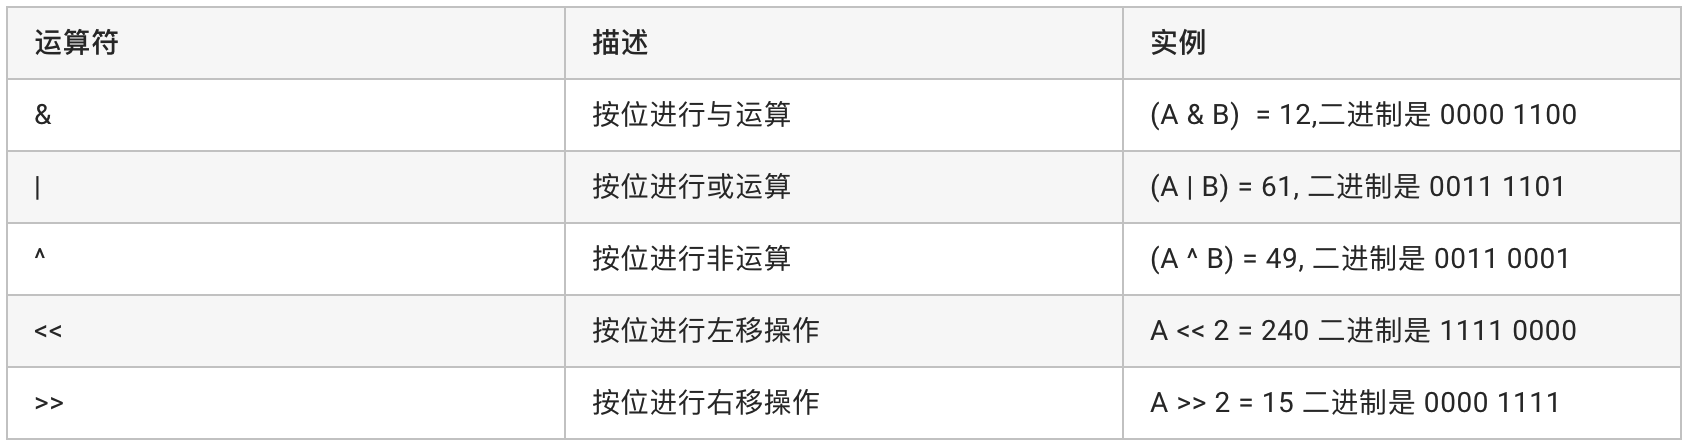 运算符 描述 实例
& 按位进行与运算 (A & B)  = 12,二进制是 0000 1100
| 按位进行或运算 (A | B) = 61, 二进制是 0011 1101
^ 按位进行非运算 (A ^ B) = 49, 二进制是 0011 0001
<< 按位进行左移操作 A << 2 = 240 二进制是 1111 0000
>> 按位进行右移操作 A >> 2 = 15 二进制是 0000 1111